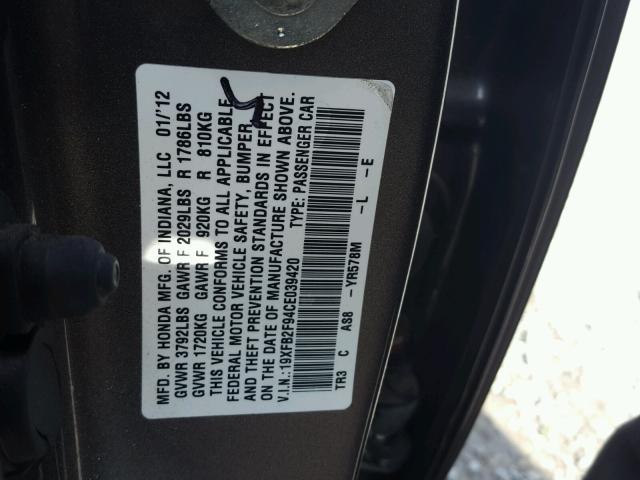 MFD. BY HONDA MFG. OF INDIANA, LLC 01/'12
GVWR 3792LBS GAWR F 2029LBS R 1786LBS
GVWR 1720KG GAWR F 920KG R 810KG
THIS VEHICLE CONFORMS TO ALL APPLICABLE
FEDERAL MOTOR VEHICLE SAFETY, BUMPER,
AND THEFT PREVENTION STANDARDS IN EFFECT
ON THE DATE OF MANUFACTURE SHOWN ABOVE.
V.I.N.:19XFB2F94CE039420 TYPE: PASSENGER CAR
TR3 C AS8 -YR578M -L -E